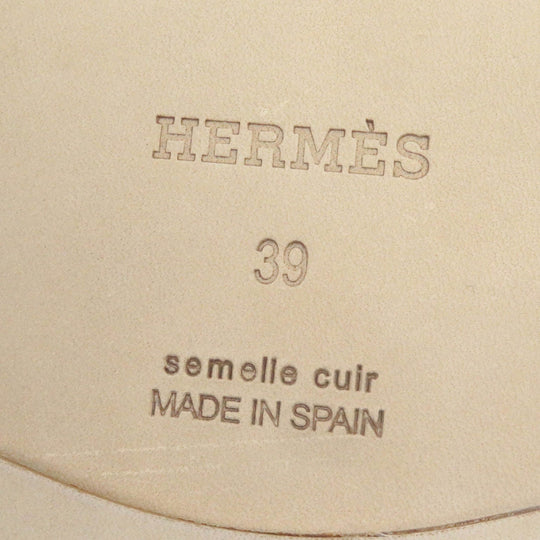 HERMÈS
39
semelle cuir
MADE IN SPAIN